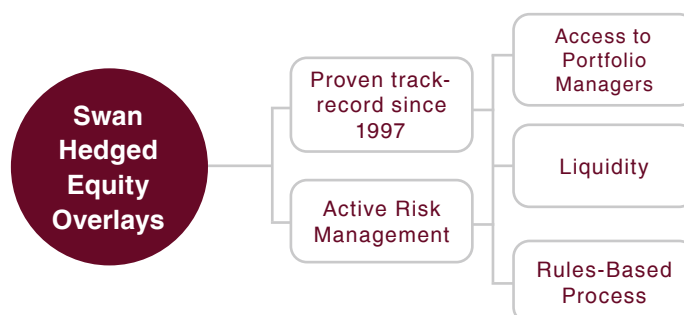 Swan
Hedged
Equity
Overlays
Proven track-
record since
1997
Active Risk
Management
Access to
Portfolio
Managers
Liquidity
Rules-Based
Process